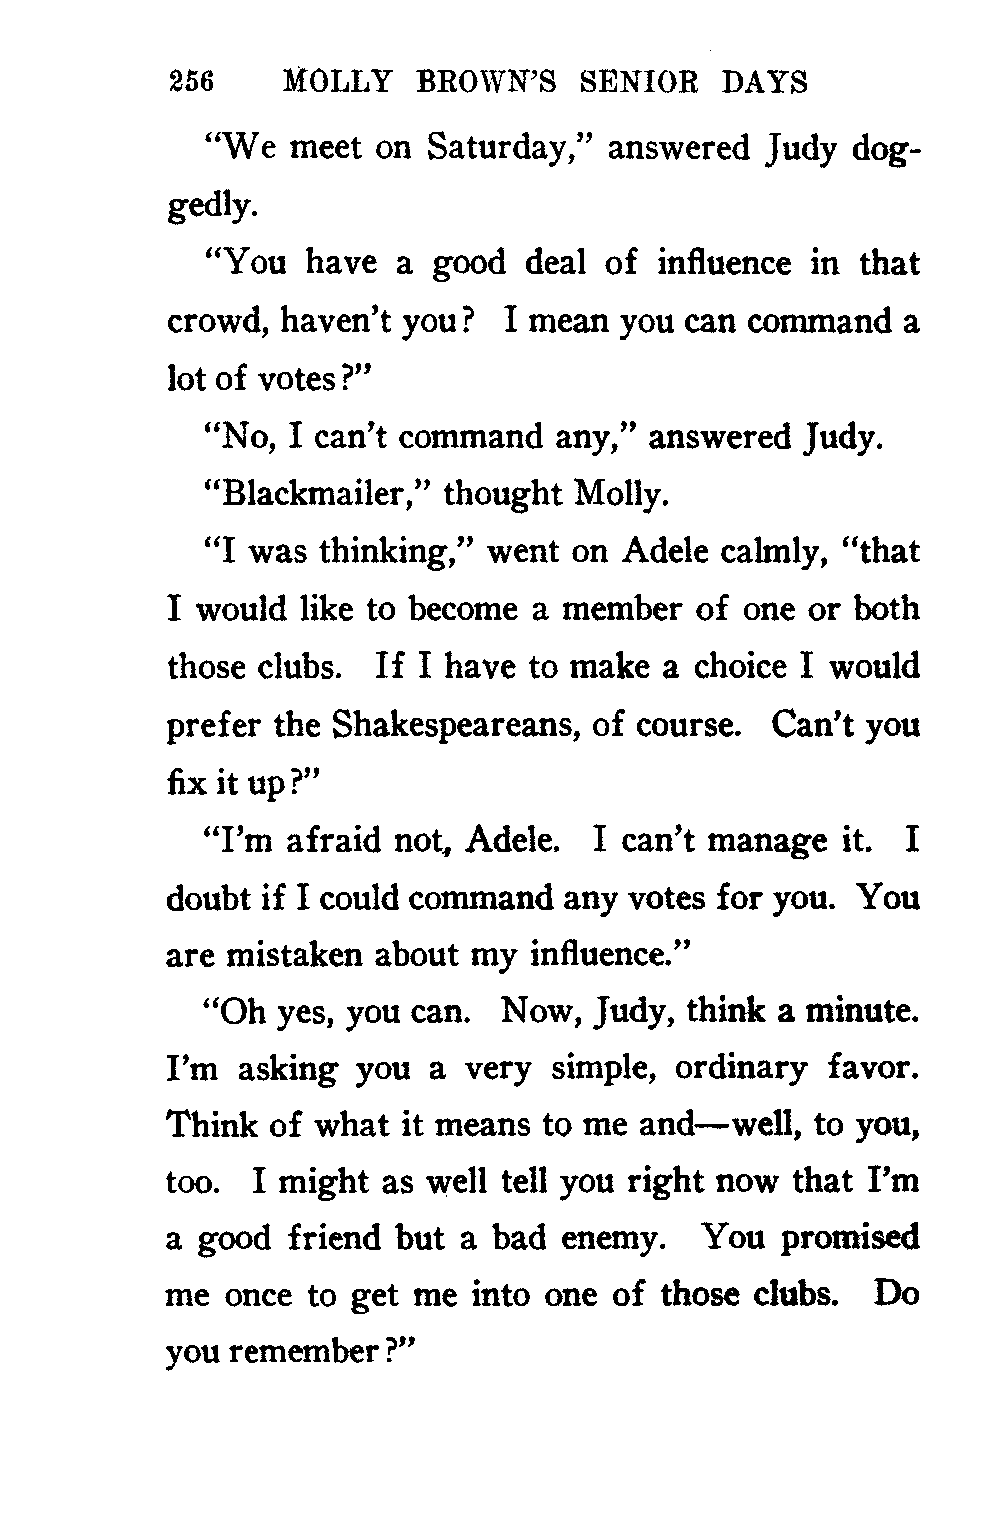 256 MOLLY BROWN'S SENIOR DAYS
“We meet on Saturday,” answered Judy dog-
gedly.
“You have a good deal of influence in that
crowd, haven't you? I mean you can command a
lot of votes?”
“No, I can't command any,” answered Judy.
“Blackmailer,” thought Molly.
“I was thinking,” went on Adele calmly, “that
I would like to become a member of one or both
those clubs. If I have to make a choice I would
prefer the Shakespeareans, of course. Can't you
fix it up?”
“I'm afraid not, Adele. I can't manage it. I
doubt if I could command any votes for you. You
are mistaken about my influence.”
“Oh yes, you can. Now, Judy, think a minute.
I'm asking you a very simple, ordinary favor.
Think of what it means to me and—well, to you,
too. I might as well tell you right now that I'm
a good friend but a bad enemy. You promised
me once to get me into one of those clubs. Do
you remember?”